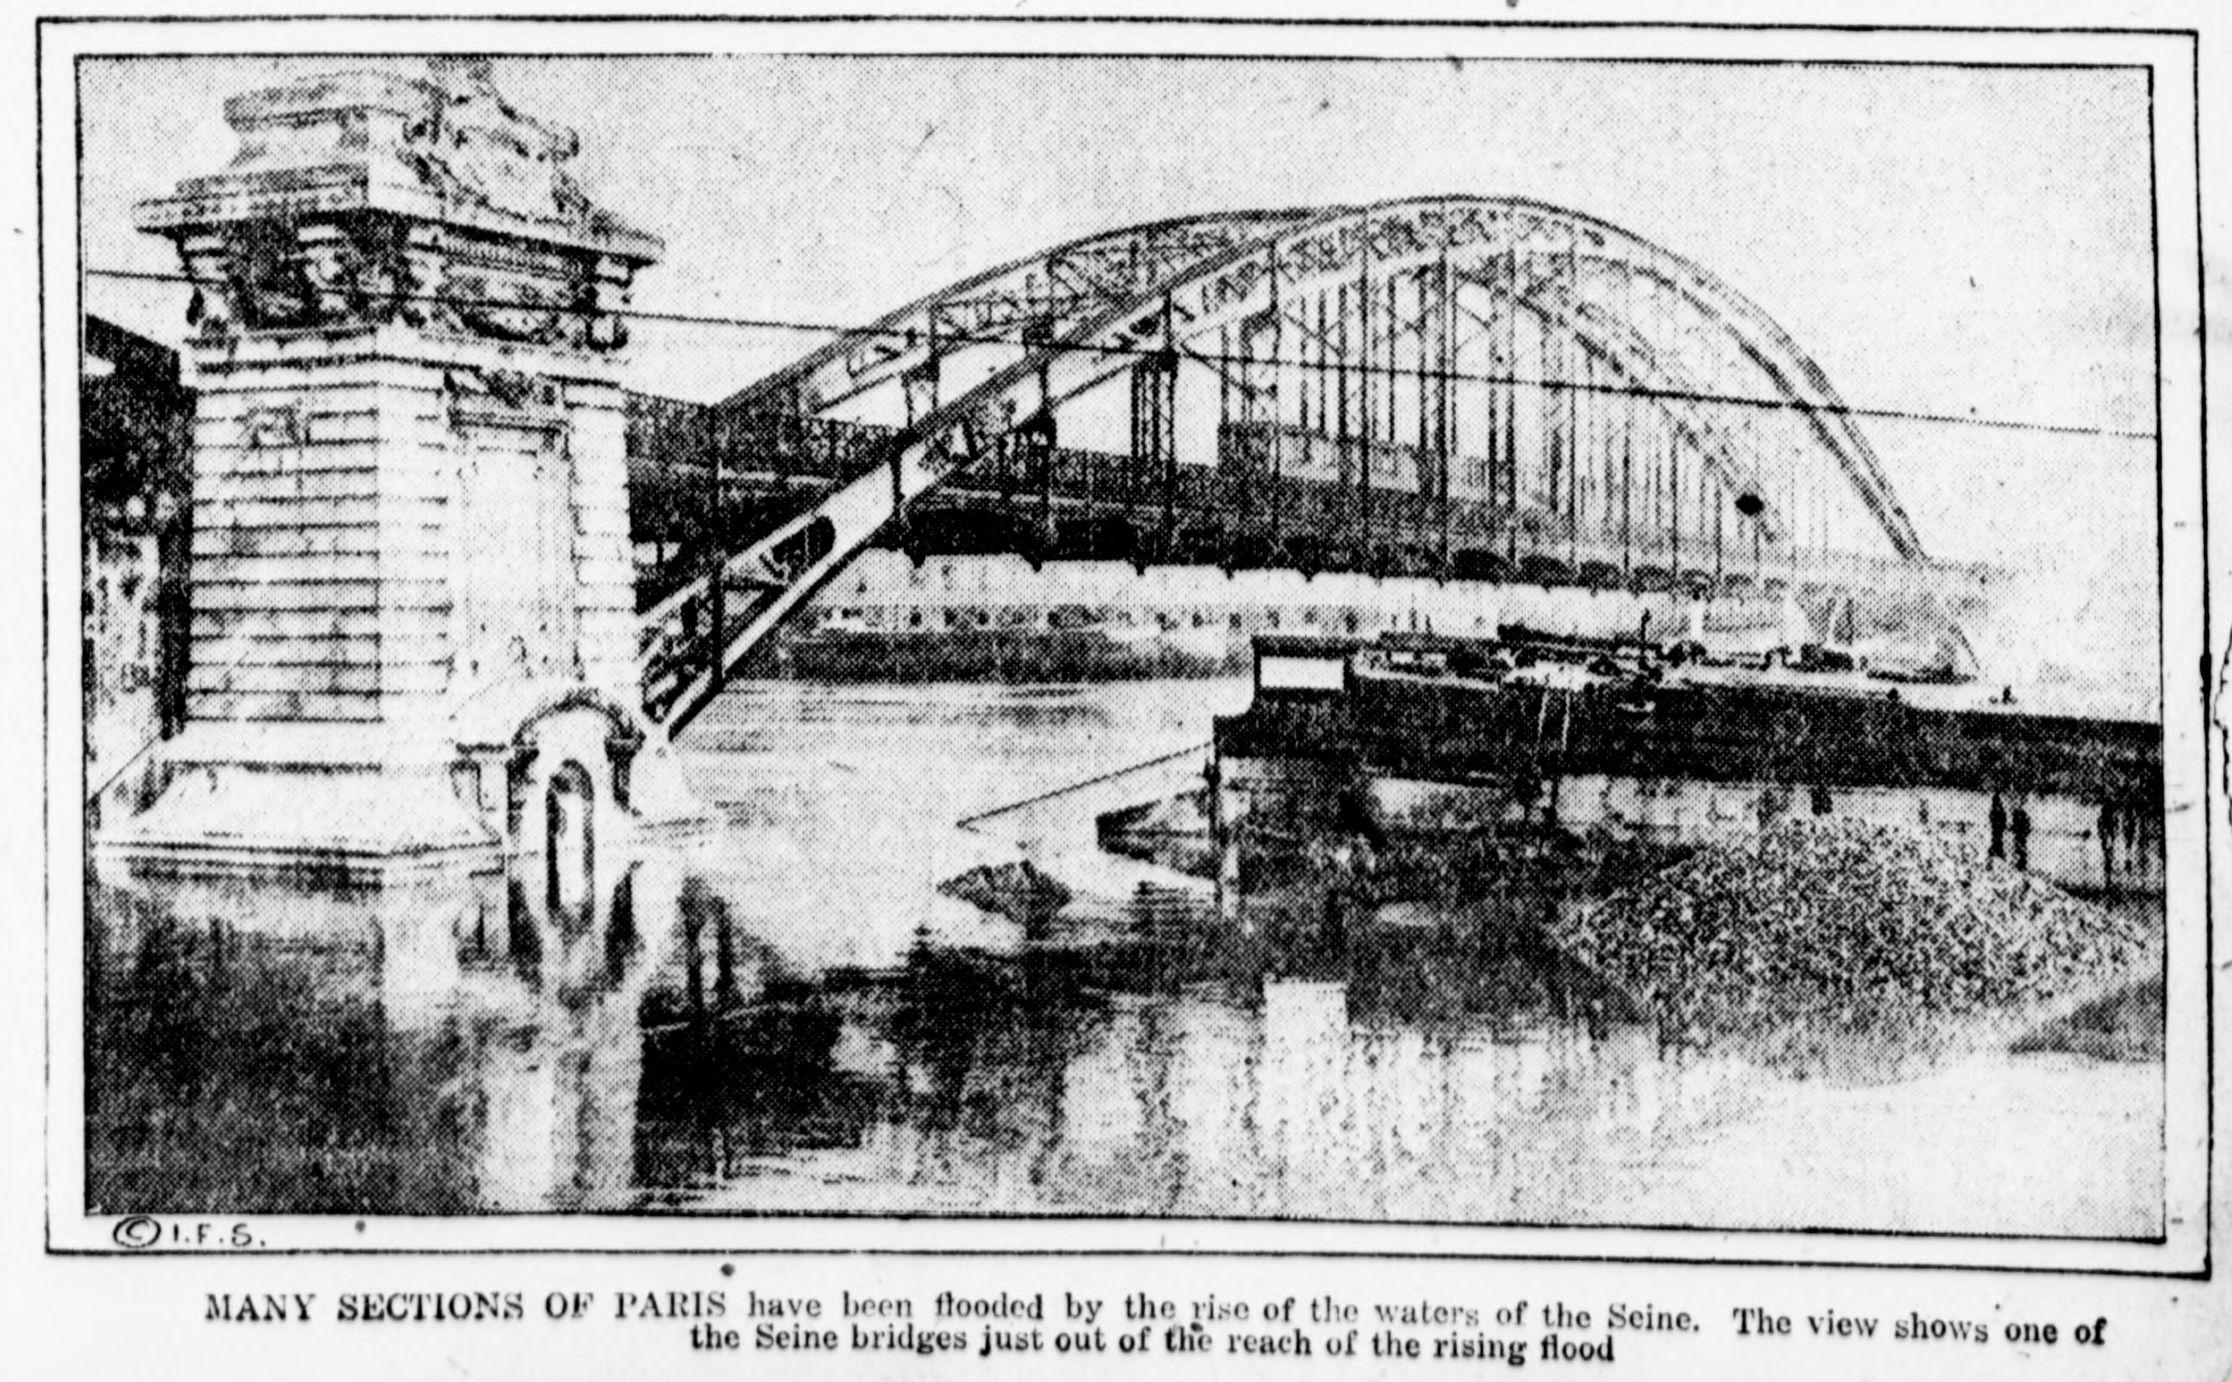 © I.F.S.
MANY SECTIONS OF PARIS have been flooded by the rise of the waters of the Seine. The view shows one of
the Seine bridges just out of the reach of the rising flood